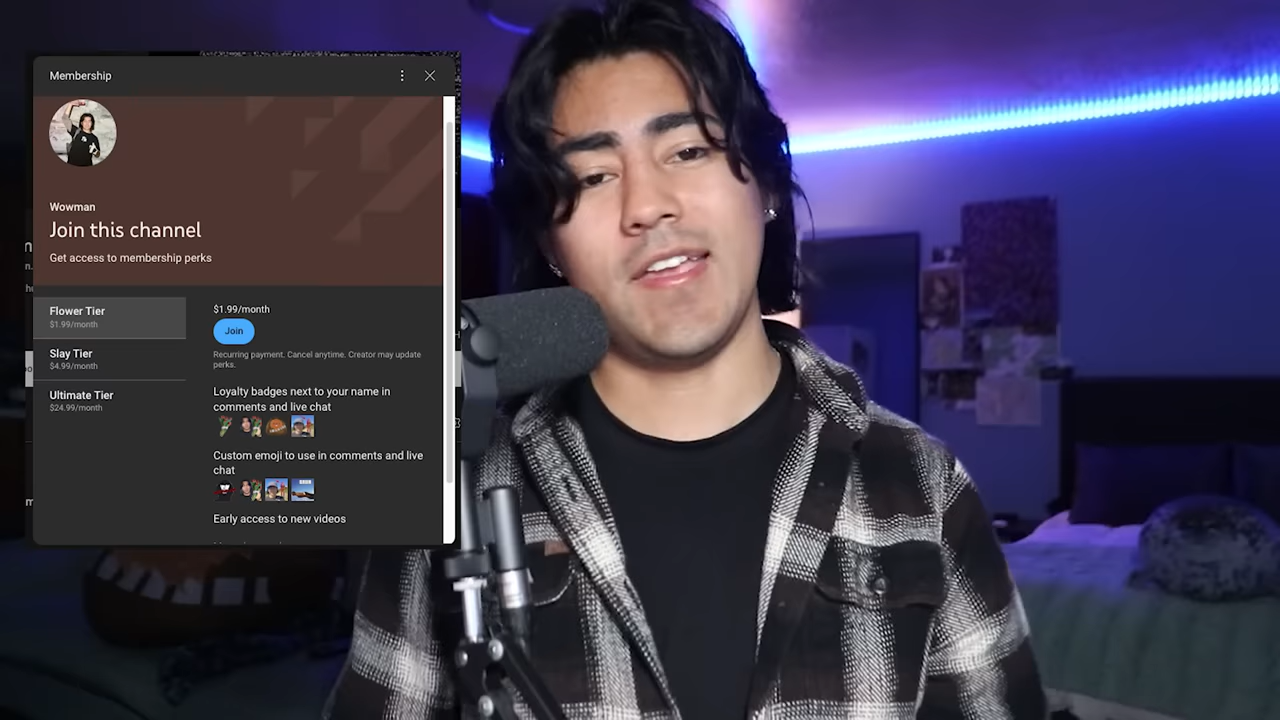 Membership
Wowman
Join this channel
Get access to membership perks
Flower Tier
$1.99/month
Slay Tier
$4.99/month
Ultimate Tier
$24.99/month
$1.99/month
Join
Recurring payment. Cancel anytime. Creator may update
perks.
Loyalty badges next to your name in
comments and live chat
Custom emoji to use in comments and live
chat
Early access to new videos